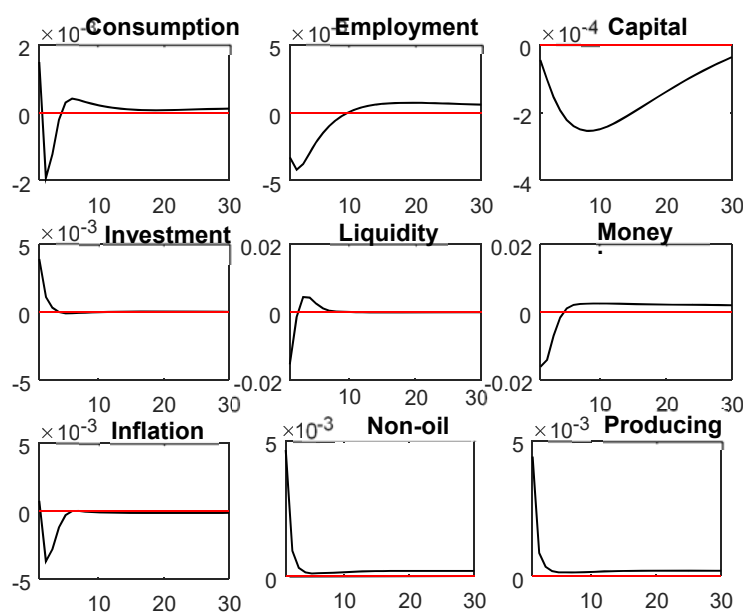 ×10⁻³ Consumption
2
0
-2
10 20 30
Employment
5
0
-5
10 20 30
×10⁻⁴ Capital
0
-2
-4
10 20 30
×10⁻³ Investment
5
0
-5
10 20 30
Liquidity
0.02
0
-0.02
10 20 30
Money
0.02
0
-0.02
10 20 30
×10⁻³ Inflation
5
0
-5
10 20 30
×10⁻³ Non-oil
5
0
10 20 30
×10⁻³ Producing
5
0
10 20 30